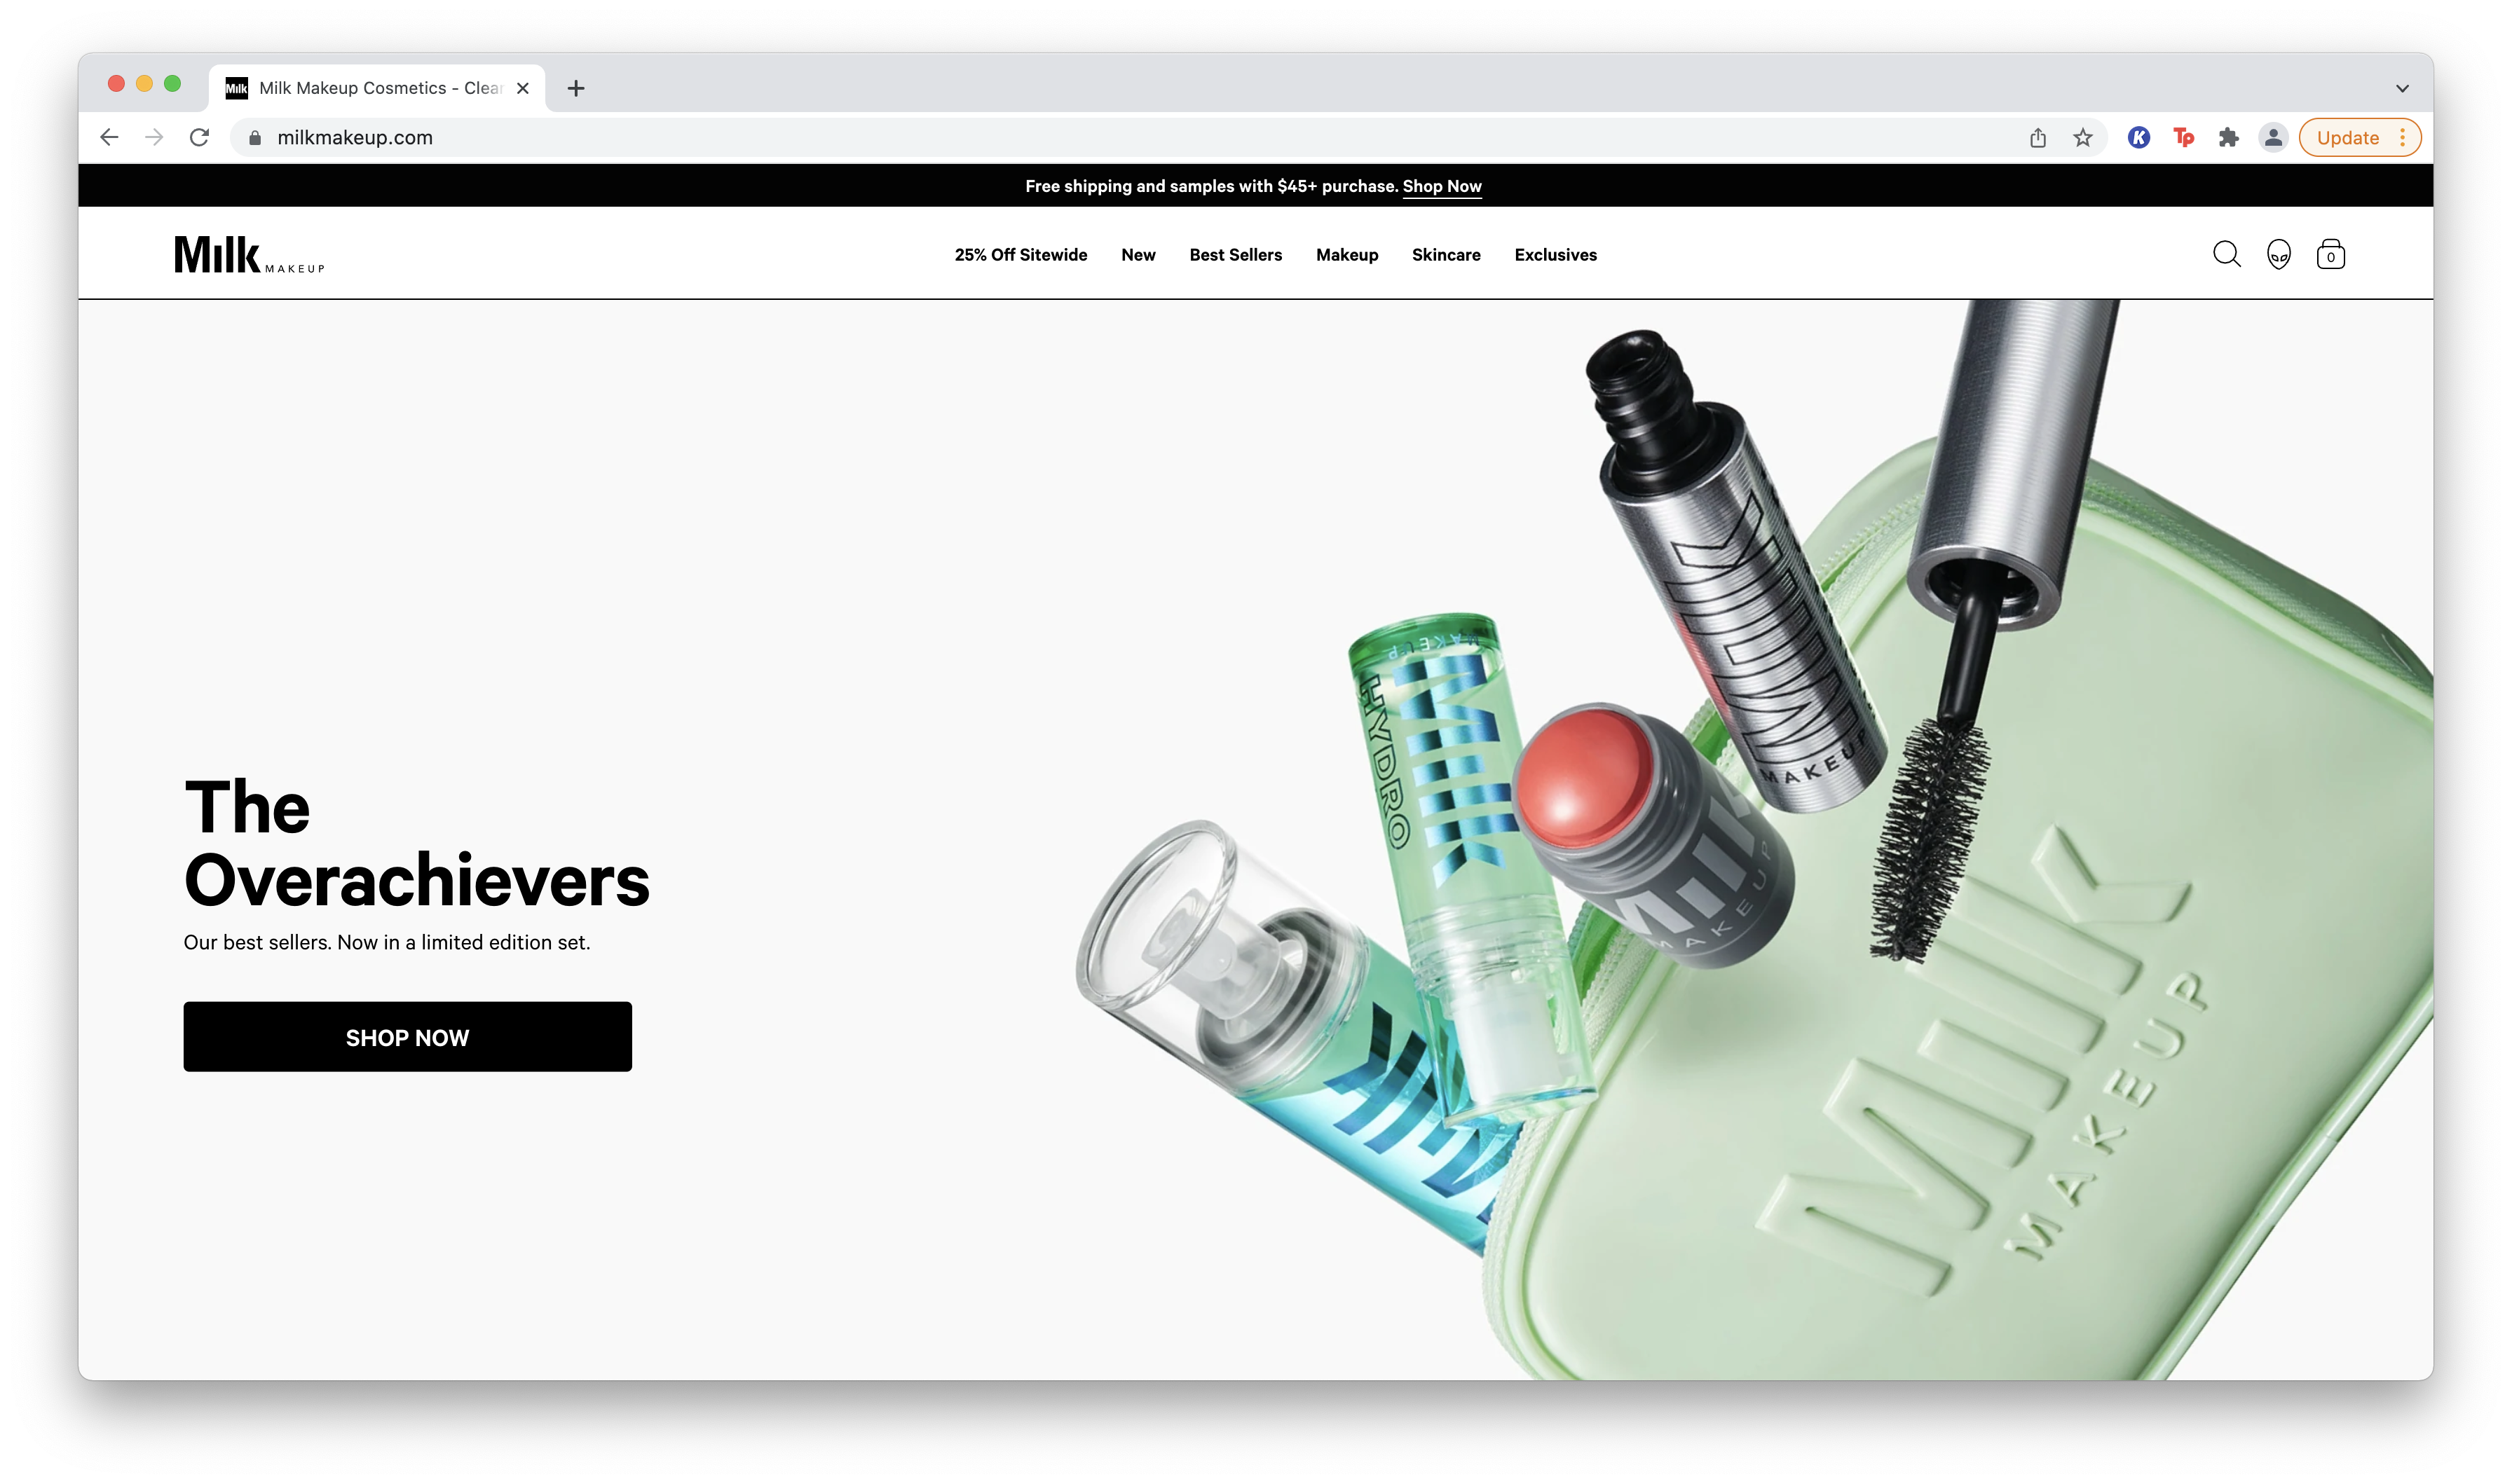 Milk
Milk Makeup Cosmetics - Clear
milkmakeup.com
Update
Free shipping and samples with $45+ purchase. Shop Now
Milk MAKEUP
25% Off Sitewide
New
Best Sellers
Makeup
Skincare
Exclusives
0
The
Overachievers
Our best sellers. Now in a limited edition set.
SHOP NOW
Milk
MAKEUP
HYDRO
Milk
MAKEUP
Milk
MAKEUP
Milk
MAKEUP
Milk